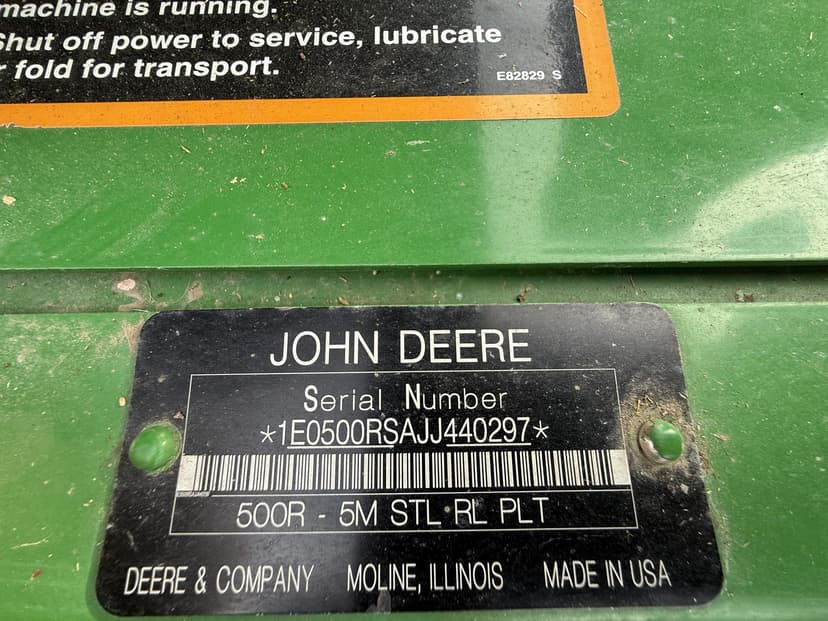 machine is running.
Shut off power to service, lubricate
r fold for transport.
E82829 S
JOHN DEERE
Serial Number
*1E0500RSAJJ440297*
500R - 5M STL RL PLT
DEERE & COMPANY MOLINE, ILLINOIS MADE IN USA